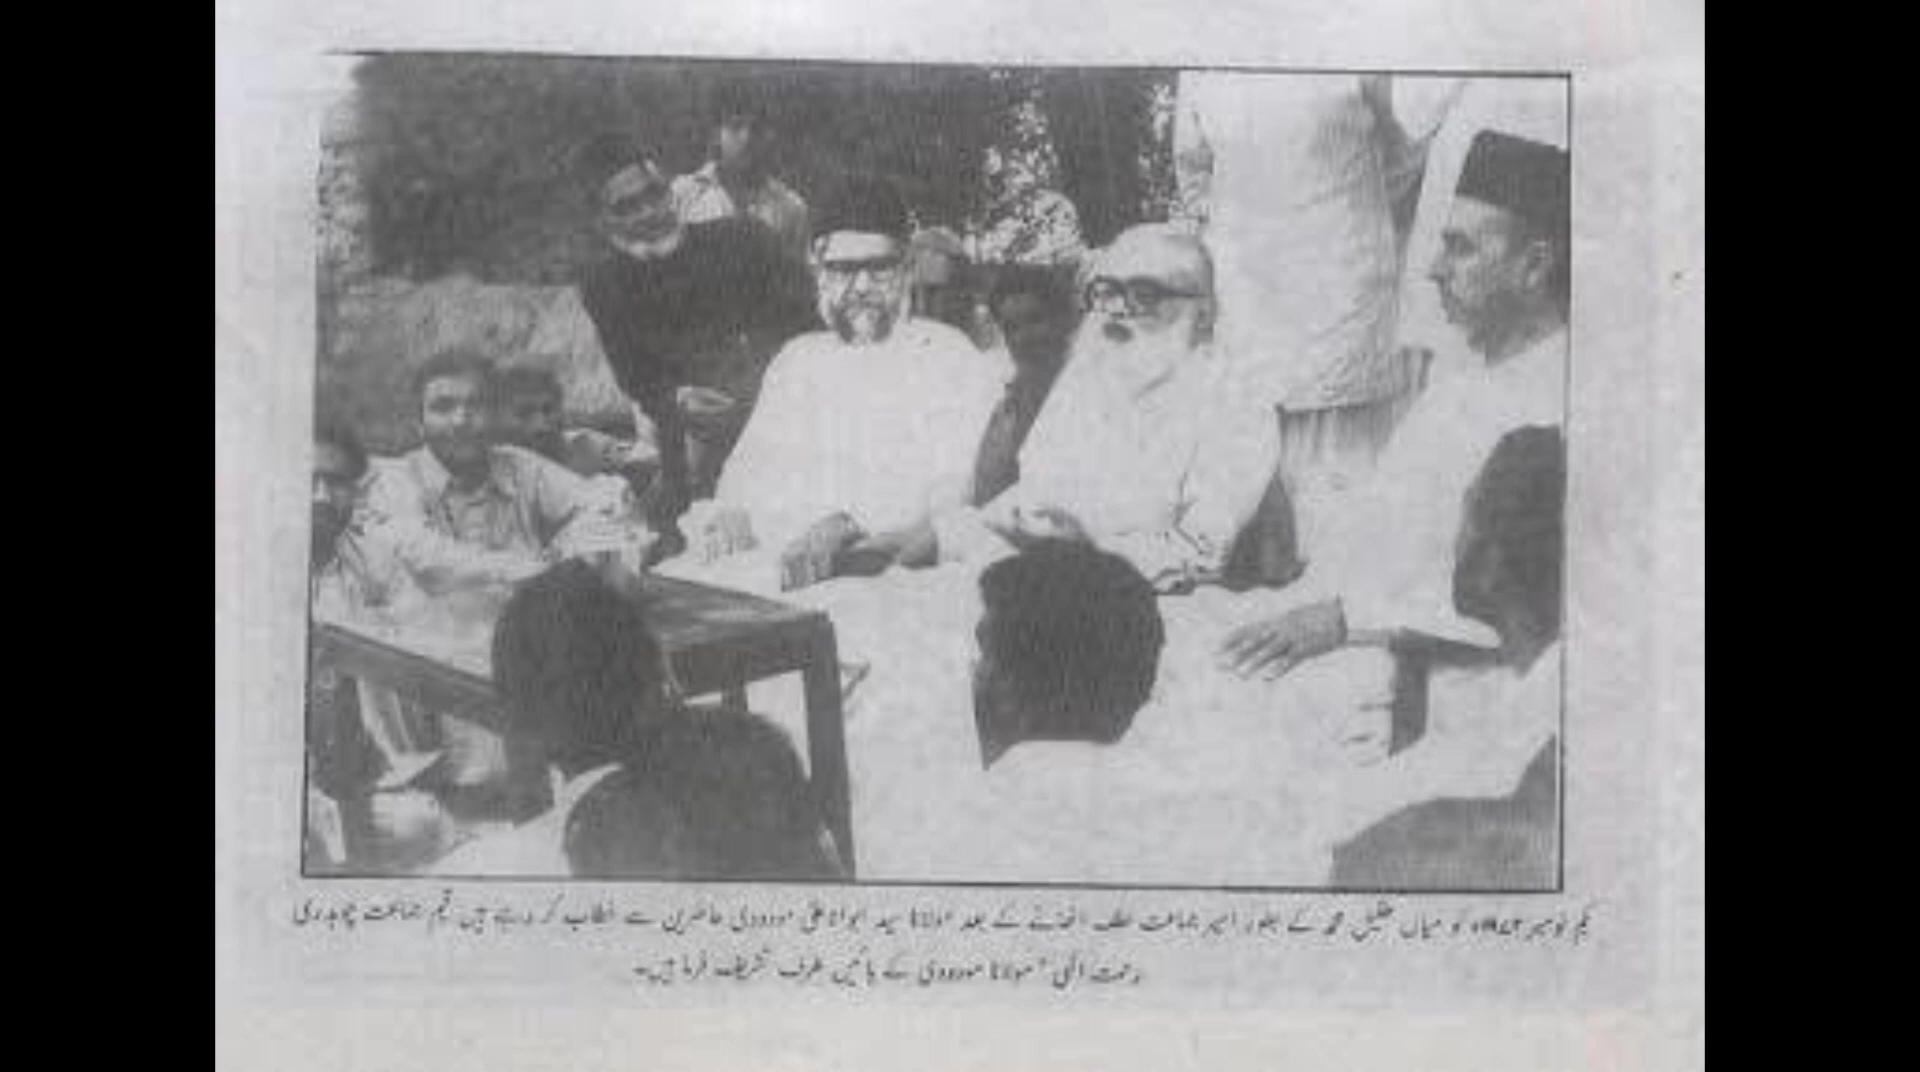 یکم نومبر ۱۹۷۲ء کو میاں طفیل محمد کے بطور امیر جماعت حلف اٹھانے کے بعد مولانا سید ابوالاعلیٰ مودودی حاضرین سے خطاب کر رہے ہیں قیم جماعت چوہدری
رحمت الٰہی ' مولانا مودودی کے بائیں طرف تشریف فرما ہیں۔